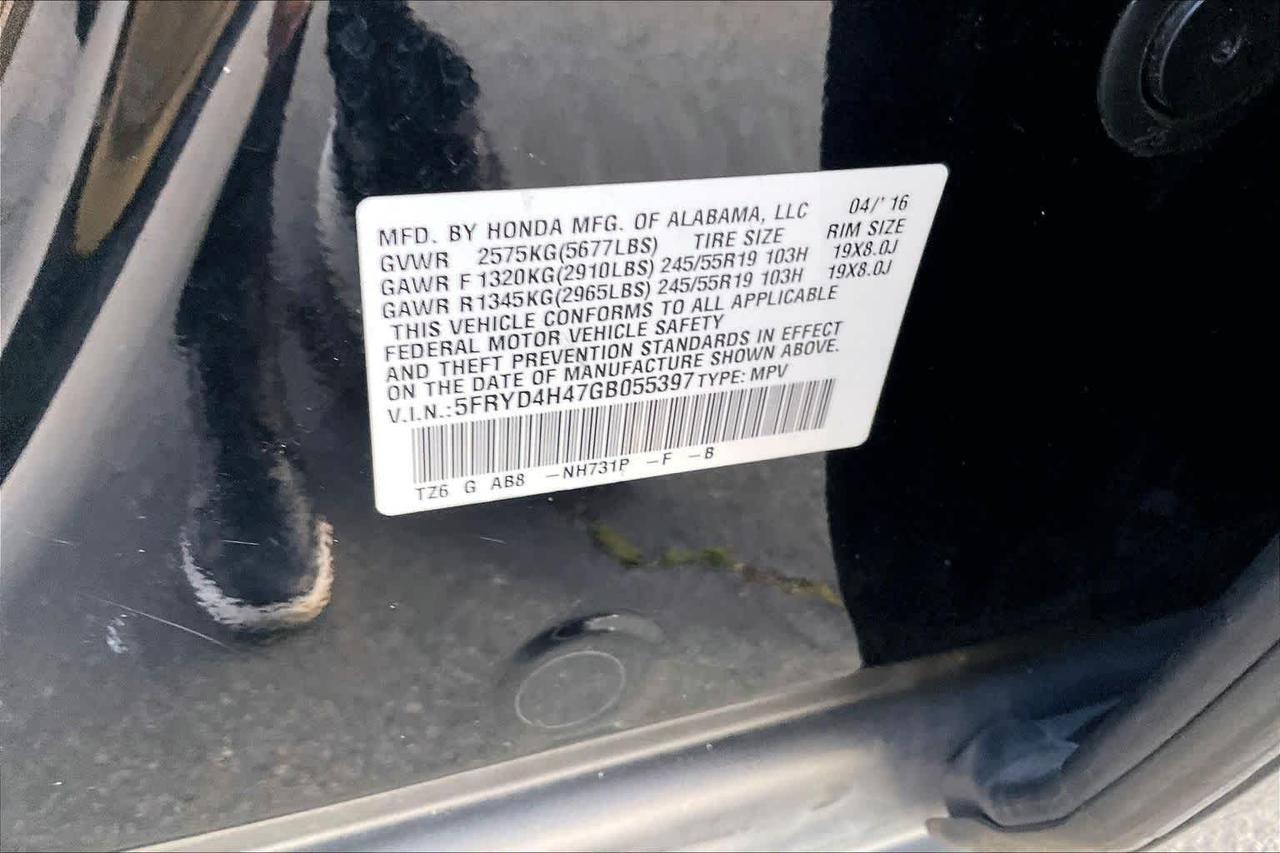 MFD. BY HONDA MFG. OF ALABAMA, LLC 04/' 16
GVWR 2575KG(5677LBS) TIRE SIZE RIM SIZE
GAWR F 1320KG(2910LBS) 245/55R19 103H 19X8.0J
GAWR R 1345KG(2965LBS) 245/55R19 103H 19X8.0J
THIS VEHICLE CONFORMS TO ALL APPLICABLE
FEDERAL MOTOR VEHICLE SAFETY
AND THEFT PREVENTION STANDARDS IN EFFECT
ON THE DATE OF MANUFACTURE SHOWN ABOVE.
V.I.N.:5FRYD4H47GB055397 TYPE: MPV
TZ6 G AB8 -NH731P -F -B